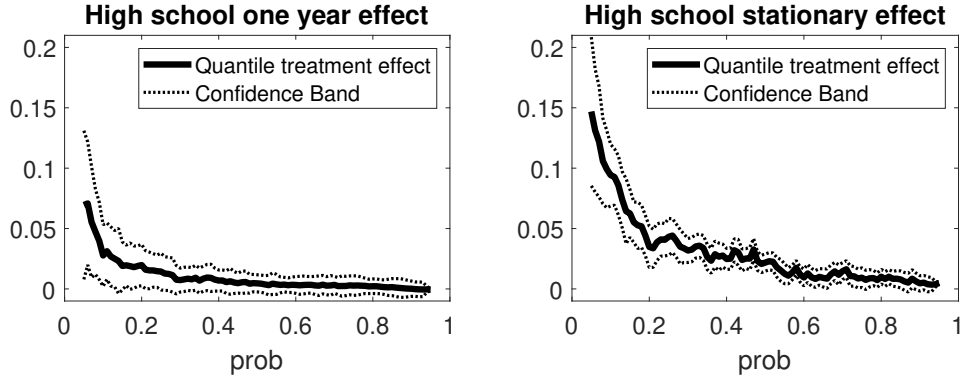 High school one year effect
0.2
0.15
0.1
0.05
0
Quantile treatment effect
Confidence Band
0 0.2 0.4 0.6 0.8 1
prob
High school stationary effect
0.2
0.15
0.1
0.05
0
Quantile treatment effect
Confidence Band
0 0.2 0.4 0.6 0.8 1
prob